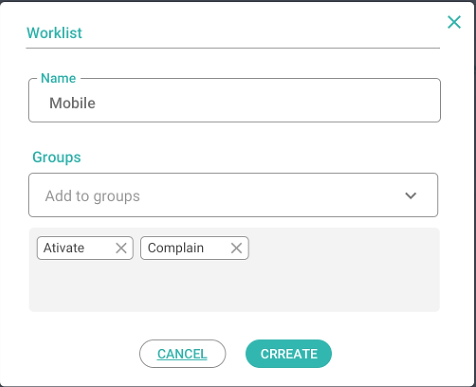 Worklist
Name
Mobile
Groups
Add to groups
Ativate Complain
CANCEL CRREATE